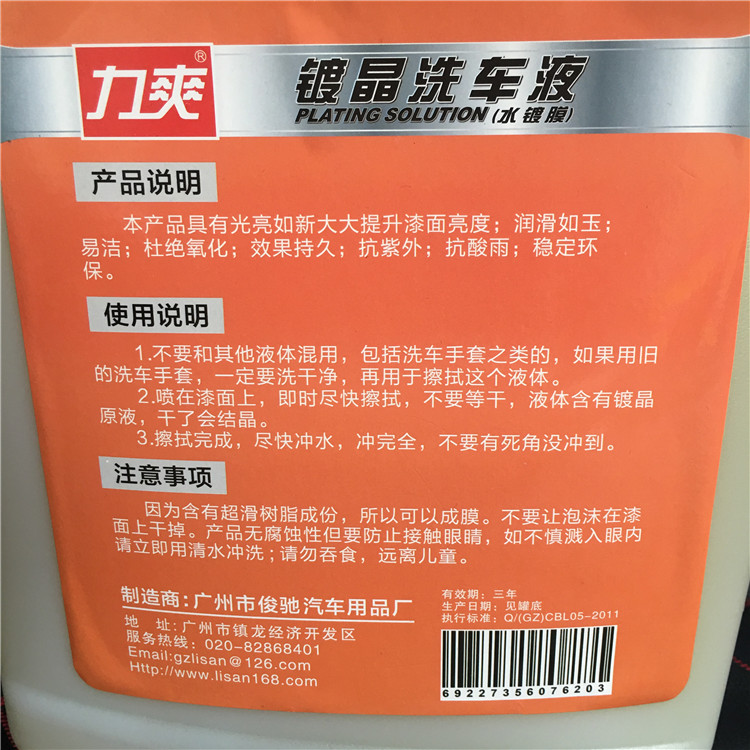 力爽®
镀晶洗车液
PLATING SOLUTION(水镀膜)
产品说明
本产品具有光亮如新大大提升漆面亮度；润滑如玉；
易洁；杜绝氧化；效果持久；抗紫外；抗酸雨；稳定环
保。
使用说明
1.不要和其他液体混用，包括洗车手套之类的，如果用旧
的洗车手套，一定要洗干净，再用于擦拭这个液体。
2.喷在漆面上，即时尽快擦拭，不要等干，液体含有镀晶
原液，干了会结晶。
3.擦拭完成，尽快冲水，冲完全，不要有死角没冲到。
注意事项
因为含有超滑树脂成份，所以可以成膜。不要让泡沫在漆
面上干掉。产品无腐蚀性但要防止接触眼睛，如不慎溅入眼内
请立即用清水冲洗;请勿吞食，远离儿童。
制造商:广州市俊驰汽车用品厂
地 址:广州市镇龙经济开发区
服务热线: 020-82868401
Email:gzlisan@126.com
Http://www.lisan168.com
有效期: 三年
生产日期: 见罐底
执行标准: Q/(GZ)CBL05-2011
69227356076203